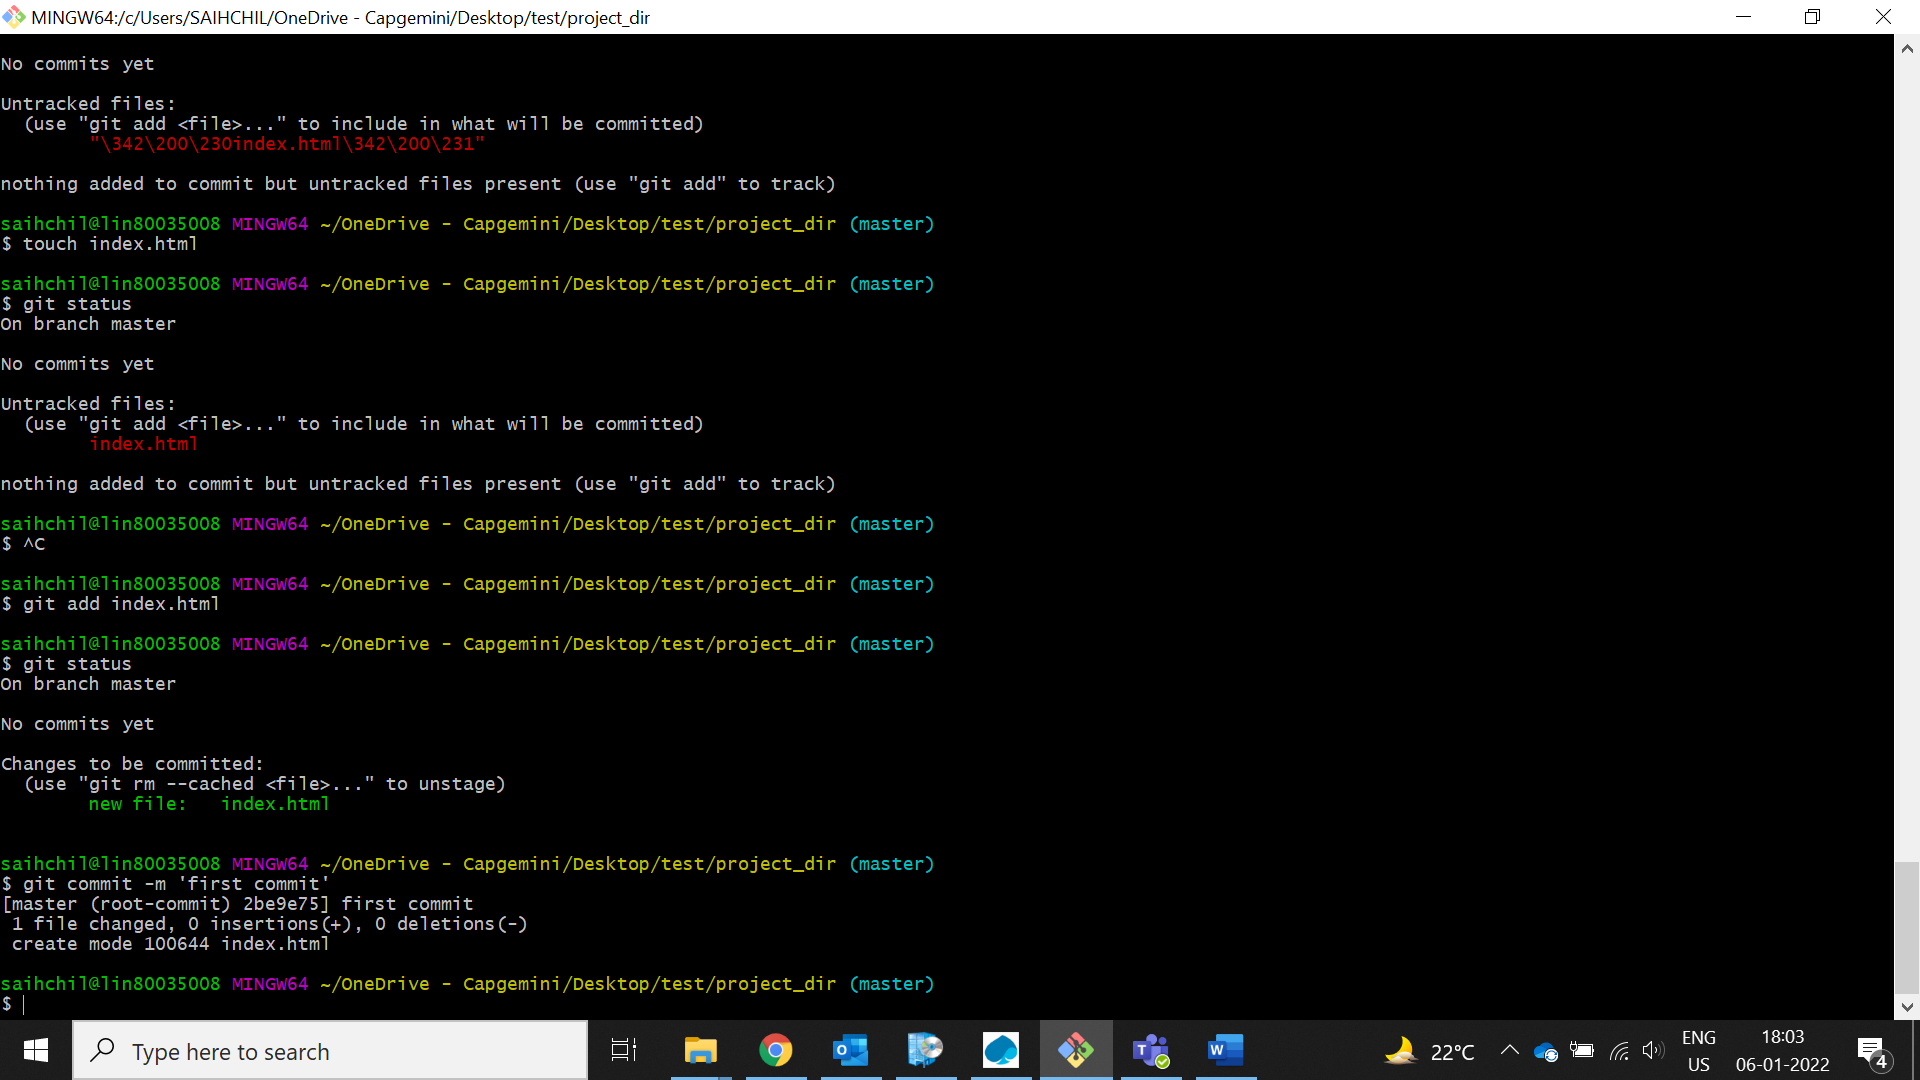 MINGW64:/c/Users/SAIHCHIL/OneDrive - Capgemini/Desktop/test/project_dir
No commits yet
Untracked files:
  (use "git add <file>..." to include in what will be committed)
        "\342\200\230index.html\342\200\231"
nothing added to commit but untracked files present (use "git add" to track)
saihchil@lin80035008 MINGW64 ~/OneDrive - Capgemini/Desktop/test/project_dir (master)
$ touch index.html
saihchil@lin80035008 MINGW64 ~/OneDrive - Capgemini/Desktop/test/project_dir (master)
$ git status
On branch master
No commits yet
Untracked files:
  (use "git add <file>..." to include in what will be committed)
        index.html
nothing added to commit but untracked files present (use "git add" to track)
saihchil@lin80035008 MINGW64 ~/OneDrive - Capgemini/Desktop/test/project_dir (master)
$ ^C
saihchil@lin80035008 MINGW64 ~/OneDrive - Capgemini/Desktop/test/project_dir (master)
$ git add index.html
saihchil@lin80035008 MINGW64 ~/OneDrive - Capgemini/Desktop/test/project_dir (master)
$ git status
On branch master
No commits yet
Changes to be committed:
  (use "git rm --cached <file>..." to unstage)
        new file:   index.html
saihchil@lin80035008 MINGW64 ~/OneDrive - Capgemini/Desktop/test/project_dir (master)
$ git commit -m 'first commit'
[master (root-commit) 2be9e75] first commit
 1 file changed, 0 insertions(+), 0 deletions(-)
 create mode 100644 index.html
saihchil@lin80035008 MINGW64 ~/OneDrive - Capgemini/Desktop/test/project_dir (master)
$
Type here to search
22°C
ENG
US
18:03
06-01-2022
4